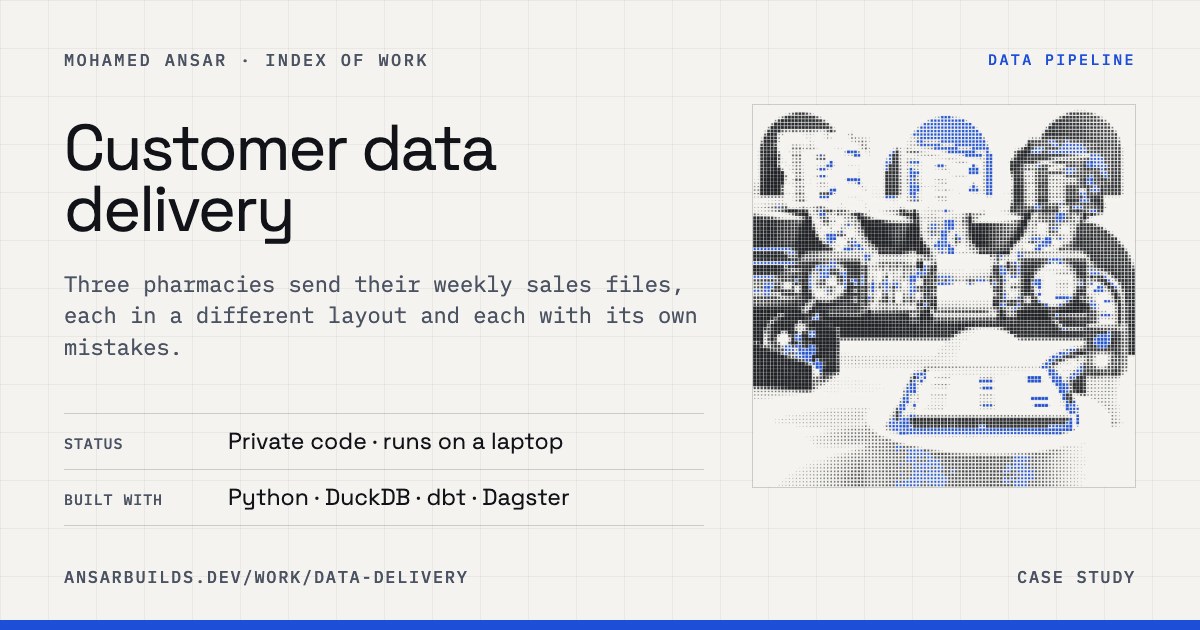 MOHAMED ANSAR · INDEX OF WORK
DATA PIPELINE
Customer data
delivery
Three pharmacies send their weekly sales files,
each in a different layout and each with its own
mistakes.
STATUS Private code · runs on a laptop
BUILT WITH Python · DuckDB · dbt · Dagster
ANSARBUILDS.DEV/WORK/DATA-DELIVERY
CASE STUDY